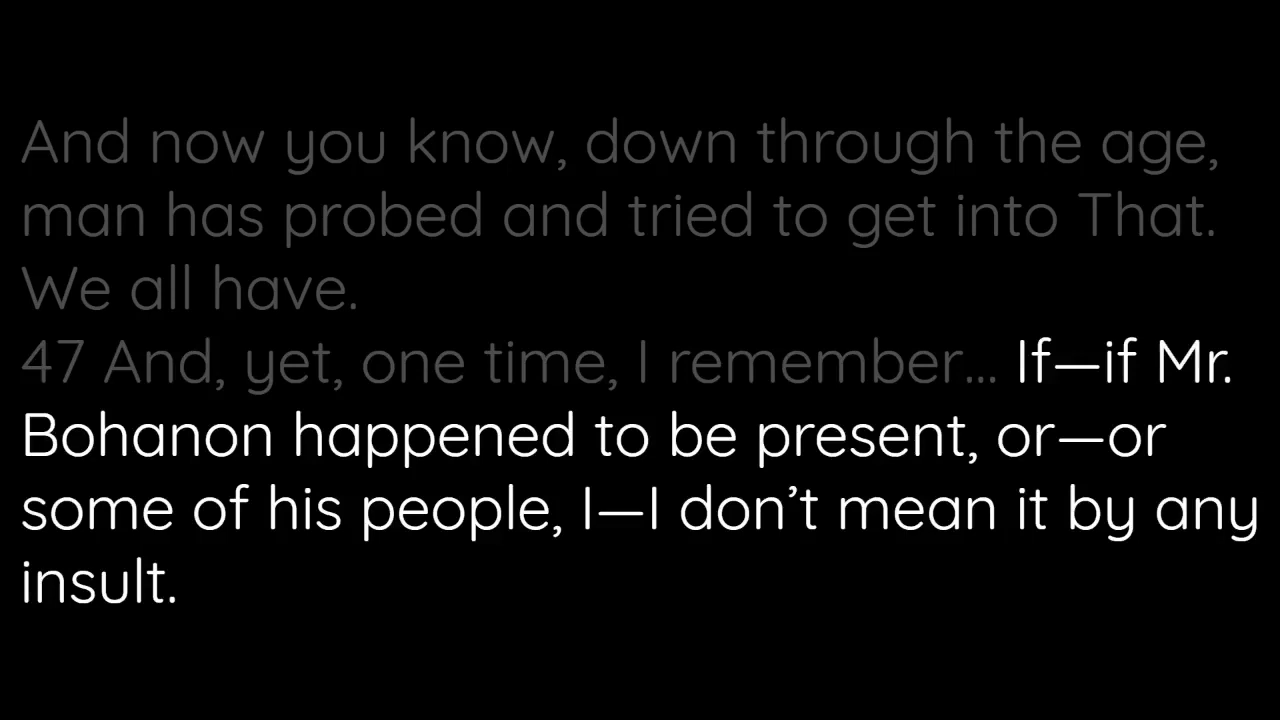 And now you know, down through the age,
man has probed and tried to get into That.
We all have.
47 And, yet, one time, I remember... If—if Mr.
Bohanon happened to be present, or—or
some of his people, I—I don’t mean it by any
insult.